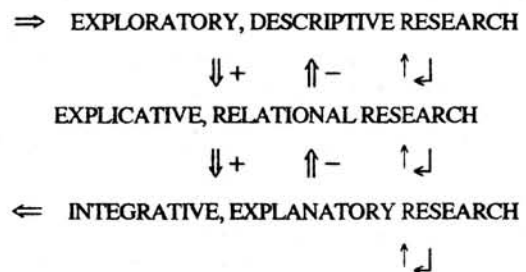 ⇒ EXPLORATORY, DESCRIPTIVE RESEARCH
⇓+ ⇑− ↑↲
EXPLICATIVE, RELATIONAL RESEARCH
⇓+ ⇑− ↑↲
⇐ INTEGRATIVE, EXPLANATORY RESEARCH
↑↲